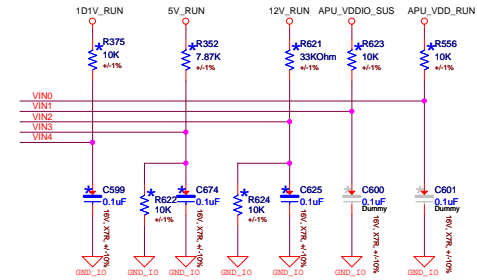 1D1V_RUN 5V_RUN 12V_RUN APU_VDDIO_SUS APU_VDD_RUN
R375 R352 R621 R623 R556
10K 7.87K 33KOhm 10K 10K
+/-1% +/-1% +/-1% +/-1% +/-1%
VIN0
VIN1
VIN2
VIN3
VIN4
C599 C674 C625 C600 C601
0.1uF R622 0.1uF R624 0.1uF 0.1uF 0.1uF
10K 10K Dummy Dummy
+/-1% +/-1%
16V, X7R, +/-10% 16V, X7R, +/-10% 16V, X7R, +/-10% 16V, X7R, +/-10% 16V, X7R, +/-10%
GND_IO GND_IO GND_IO GND_IO GND_IO GND_IO GND_IO